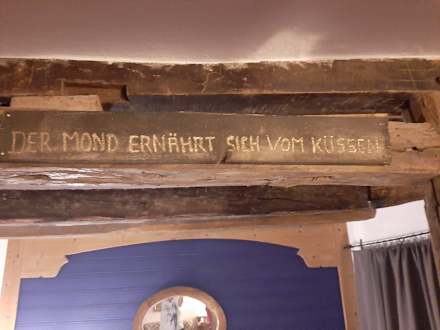 DER MOND ERNÄHRT SICH VOM KÜSSEN